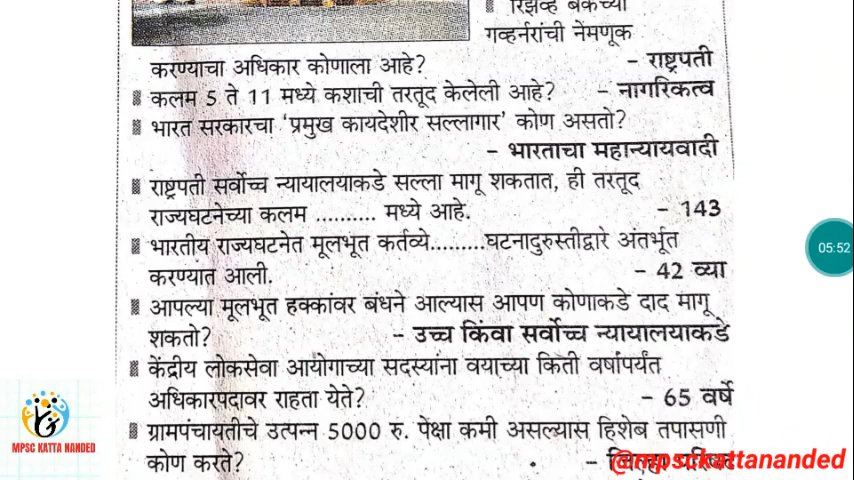 ▒ रिझर्व्ह बँकेच्या
गव्हर्नरांची नेमणूक
करण्याचा अधिकार कोणाला आहे? – राष्ट्रपती
▒ कलम 5 ते 11 मध्ये कशाची तरतूद केलेली आहे? – नागरिकत्व
▒ भारत सरकारचा ‘प्रमुख कायदेशीर सल्लागार’ कोण असतो?
– भारताचा महान्यायवादी
▒ राष्ट्रपती सर्वोच्च न्यायालयाकडे सल्ला मागू शकतात, ही तरतूद
राज्यघटनेच्या कलम .......... मध्ये आहे. – 143
▒ भारतीय राज्यघटनेत मूलभूत कर्तव्ये.........घटनादुरुस्तीद्वारे अंतर्भूत
करण्यात आली. – 42 व्या
05:52
▒ आपल्या मूलभूत हक्कांवर बंधने आल्यास आपण कोणाकडे दाद मागू
शकतो? – उच्च किंवा सर्वोच्च न्यायालयाकडे
▒ केंद्रीय लोकसेवा आयोगाच्या सदस्यांना वयाच्या किती वर्षांपर्यंत
अधिकारपदावर राहता येते? – 65 वर्षे
▒ ग्रामपंचायतीचे उत्पन्न 5000 रु. पेक्षा कमी असल्यास हिशेब तपासणी
कोण करते? – जिल्हा परिषद
MPSC KATTA NANDED
@mpsckattananded